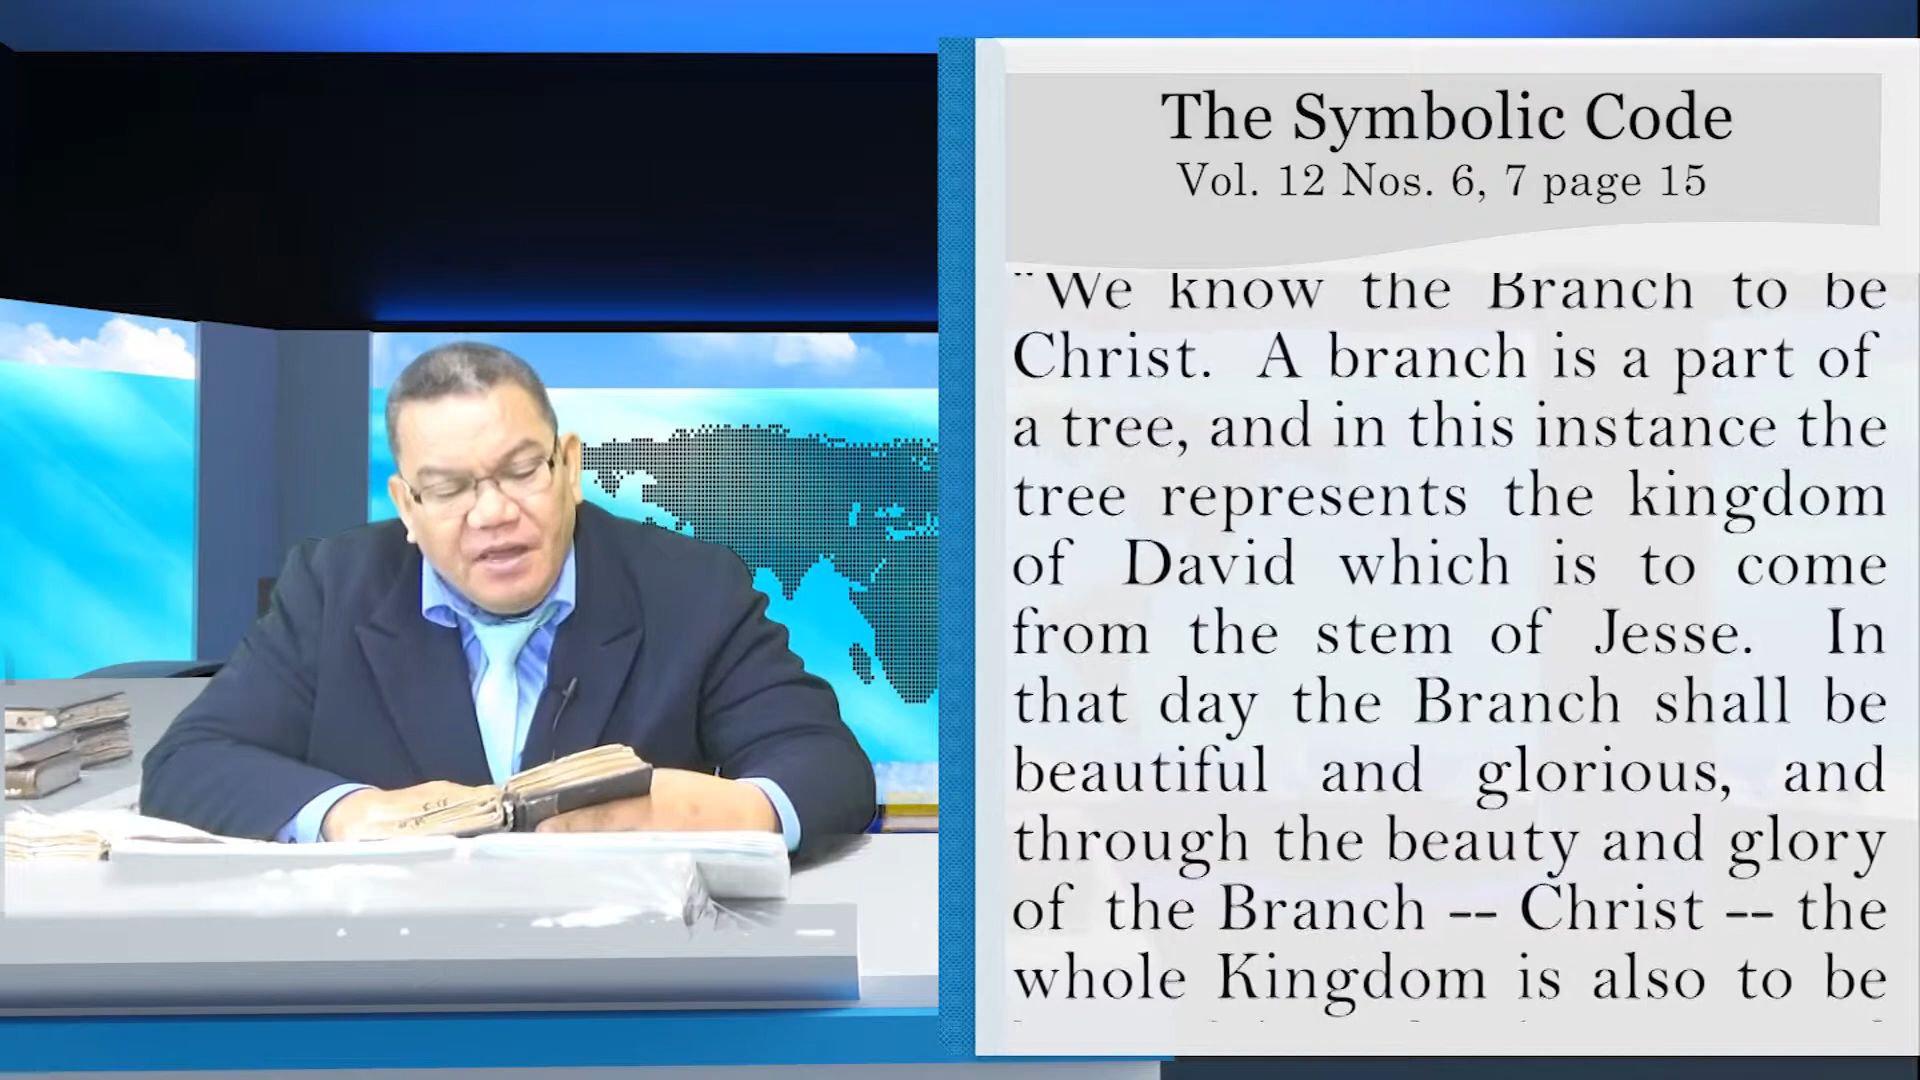 The Symbolic Code
Vol. 12 Nos. 6, 7 page 15
"We know the Branch to be
Christ. A branch is a part of
a tree, and in this instance the
tree represents the kingdom
of David which is to come
from the stem of Jesse. In
that day the Branch shall be
beautiful and glorious, and
through the beauty and glory
of the Branch -- Christ -- the
whole Kingdom is also to be